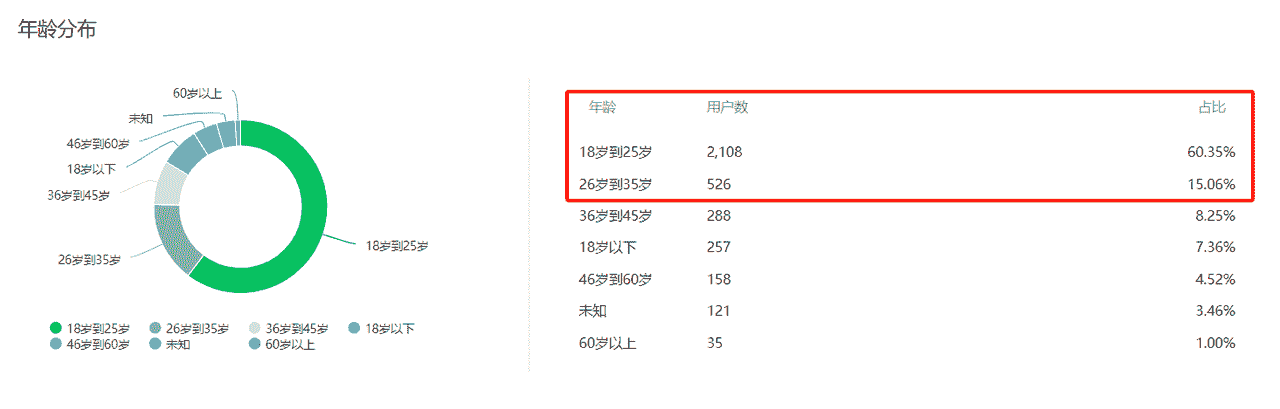 年龄分布
60岁以上
未知
46岁到60岁
18岁以下
36岁到45岁
26岁到35岁
18岁到25岁
18岁到25岁 26岁到35岁 36岁到45岁 18岁以下
46岁到60岁 未知 60岁以上
年龄 用户数 占比
18岁到25岁 2,108 60.35%
26岁到35岁 526 15.06%
36岁到45岁 288 8.25%
18岁以下 257 7.36%
46岁到60岁 158 4.52%
未知 121 3.46%
60岁以上 35 1.00%